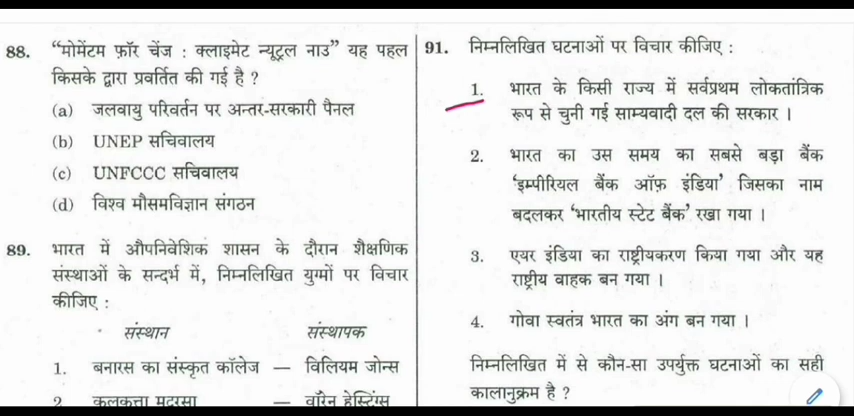 88. “मोमेंटम फ़ॉर चेंज : क्लाइमेट न्यूट्रल नाउ” यह पहल
किसके द्वारा प्रवर्तित की गई है ?
(a) जलवायु परिवर्तन पर अन्तर-सरकारी पैनल
(b) UNEP सचिवालय
(c) UNFCCC सचिवालय
(d) विश्व मौसमविज्ञान संगठन
89. भारत में औपनिवेशिक शासन के दौरान शैक्षणिक
संस्थाओं के सन्दर्भ में, निम्नलिखित युग्मों पर विचार
कीजिए :
संस्थान संस्थापक
1. बनारस का संस्कृत कॉलेज — विलियम जोन्स
2. कलकत्ता मदरसा — वॉरेन हेस्टिंग्स
91. निम्नलिखित घटनाओं पर विचार कीजिए :
1. भारत के किसी राज्य में सर्वप्रथम लोकतांत्रिक
रूप से चुनी गई साम्यवादी दल की सरकार ।
2. भारत का उस समय का सबसे बड़ा बैंक
‘इम्पीरियल बैंक ऑफ़ इंडिया’ जिसका नाम
बदलकर ‘भारतीय स्टेट बैंक’ रखा गया ।
3. एयर इंडिया का राष्ट्रीयकरण किया गया और यह
राष्ट्रीय वाहक बन गया ।
4. गोवा स्वतंत्र भारत का अंग बन गया ।
निम्नलिखित में से कौन-सा उपर्युक्त घटनाओं का सही
कालानुक्रम है ?